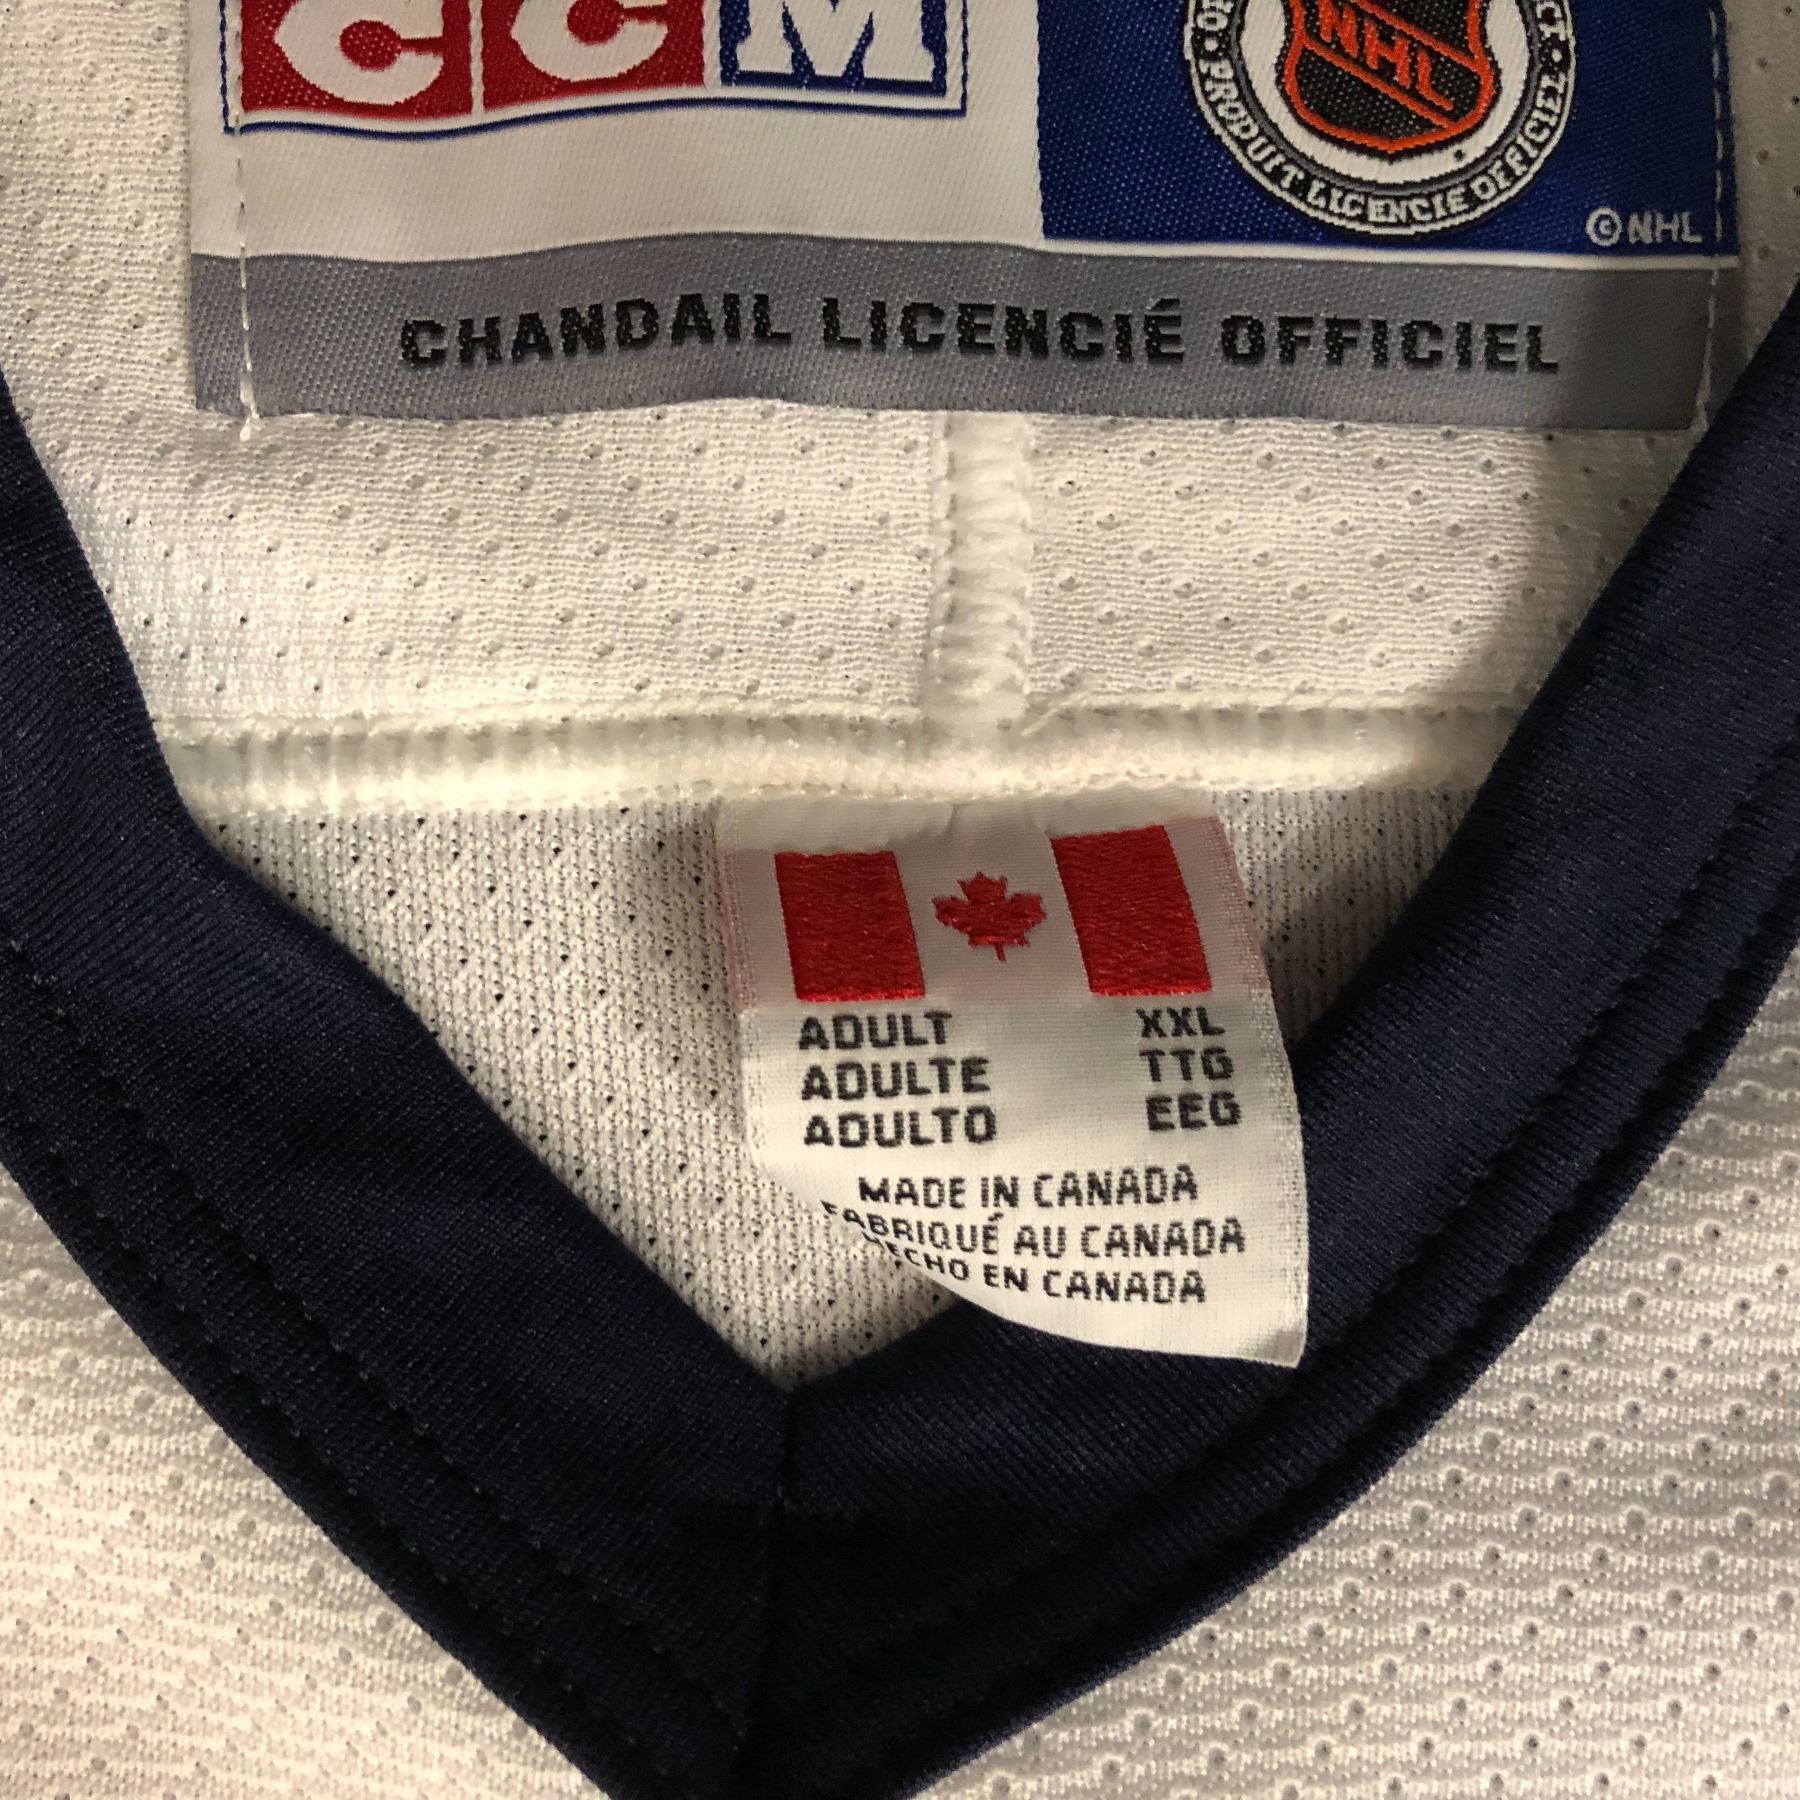 CCM
NHL
PRODUIT LICENCIÉ OFFICIEL
©NHL
CHANDAIL LICENCIÉ OFFICIEL
ADULT XXL
ADULTE TTG
ADULTO EEG
MADE IN CANADA
FABRIQUÉ AU CANADA
HECHO EN CANADA